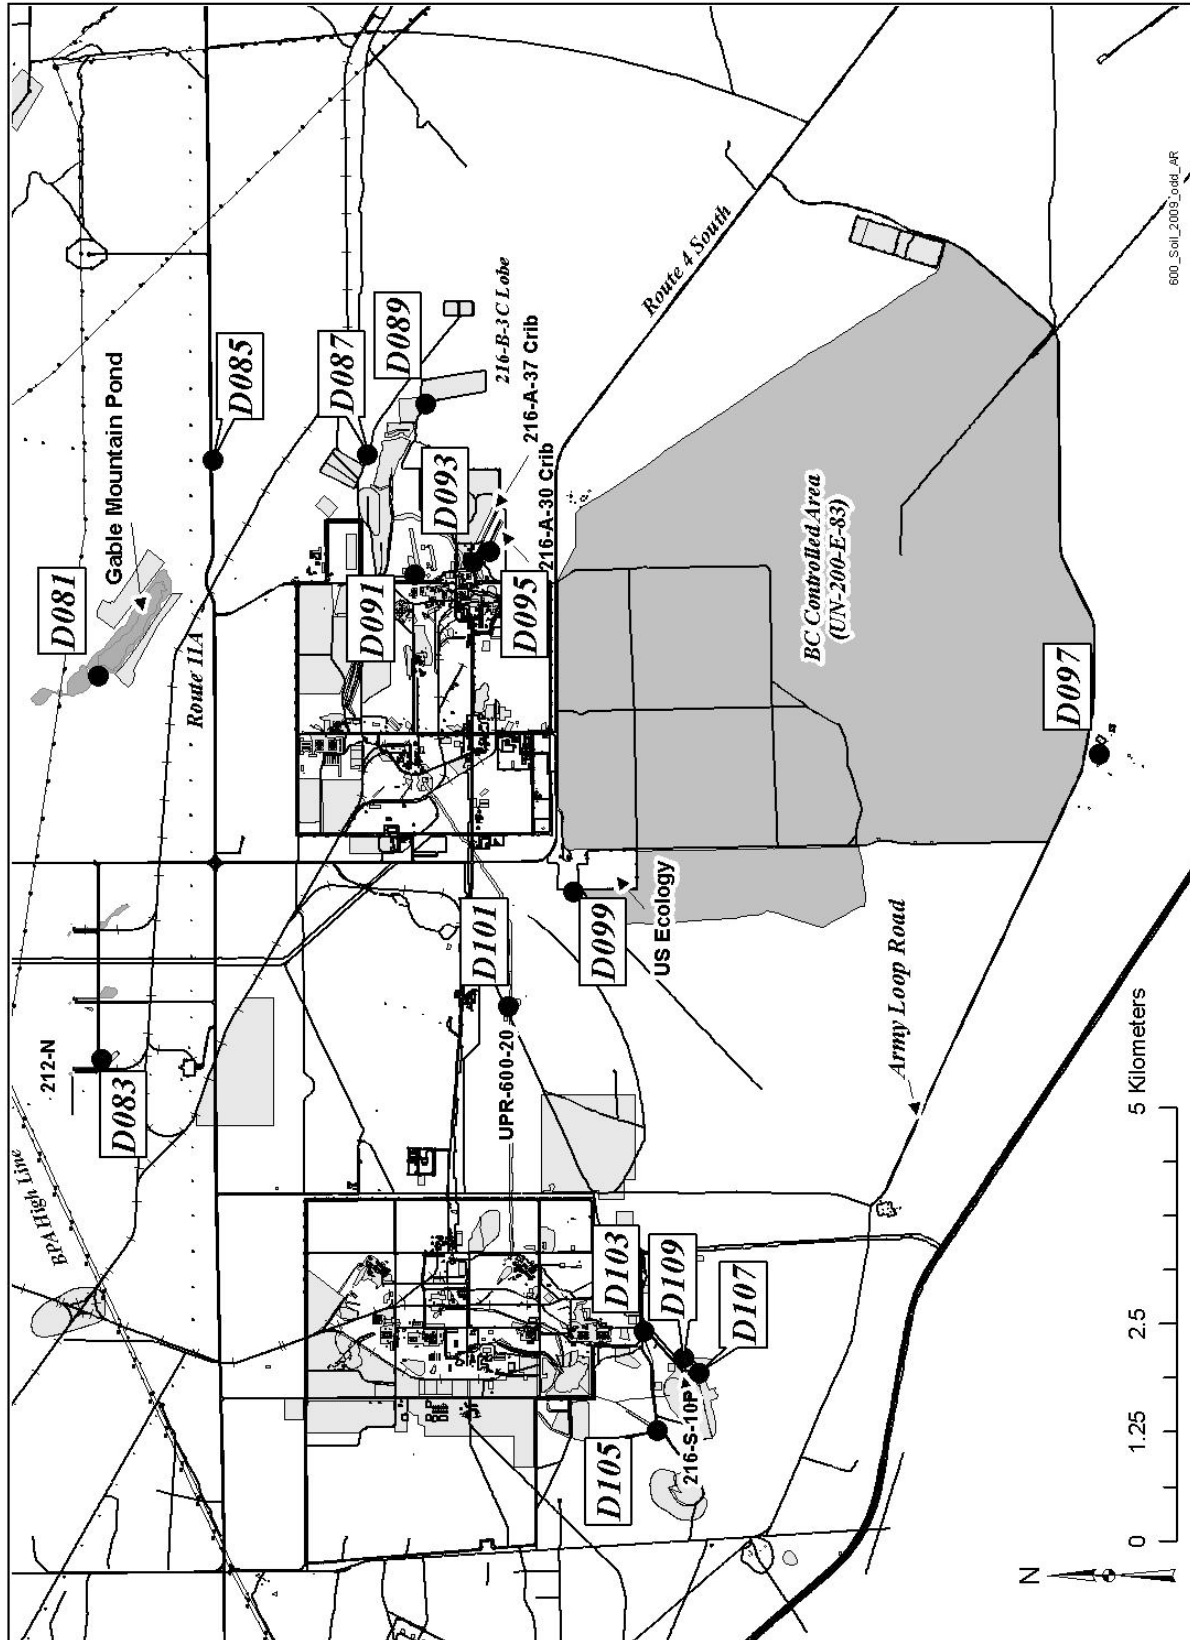 BPA High Line
212-N
D083
D081
Gable Mountain Pond
Route 11A
D085
D087
D089
216-B-3C Lobe
216-A-37 Crib
216-A-30 Crib
D093
D091
D095
Route 4 South
D101
UPR-600-20
D099
US Ecology
BC Controlled Area
(UN-200-E-83)
D097
D103
D109
D107
D105
216-S-10P
Army Loop Road
N
0
1.25
2.5
5 Kilometers
600_Soil_2009_odd_AR